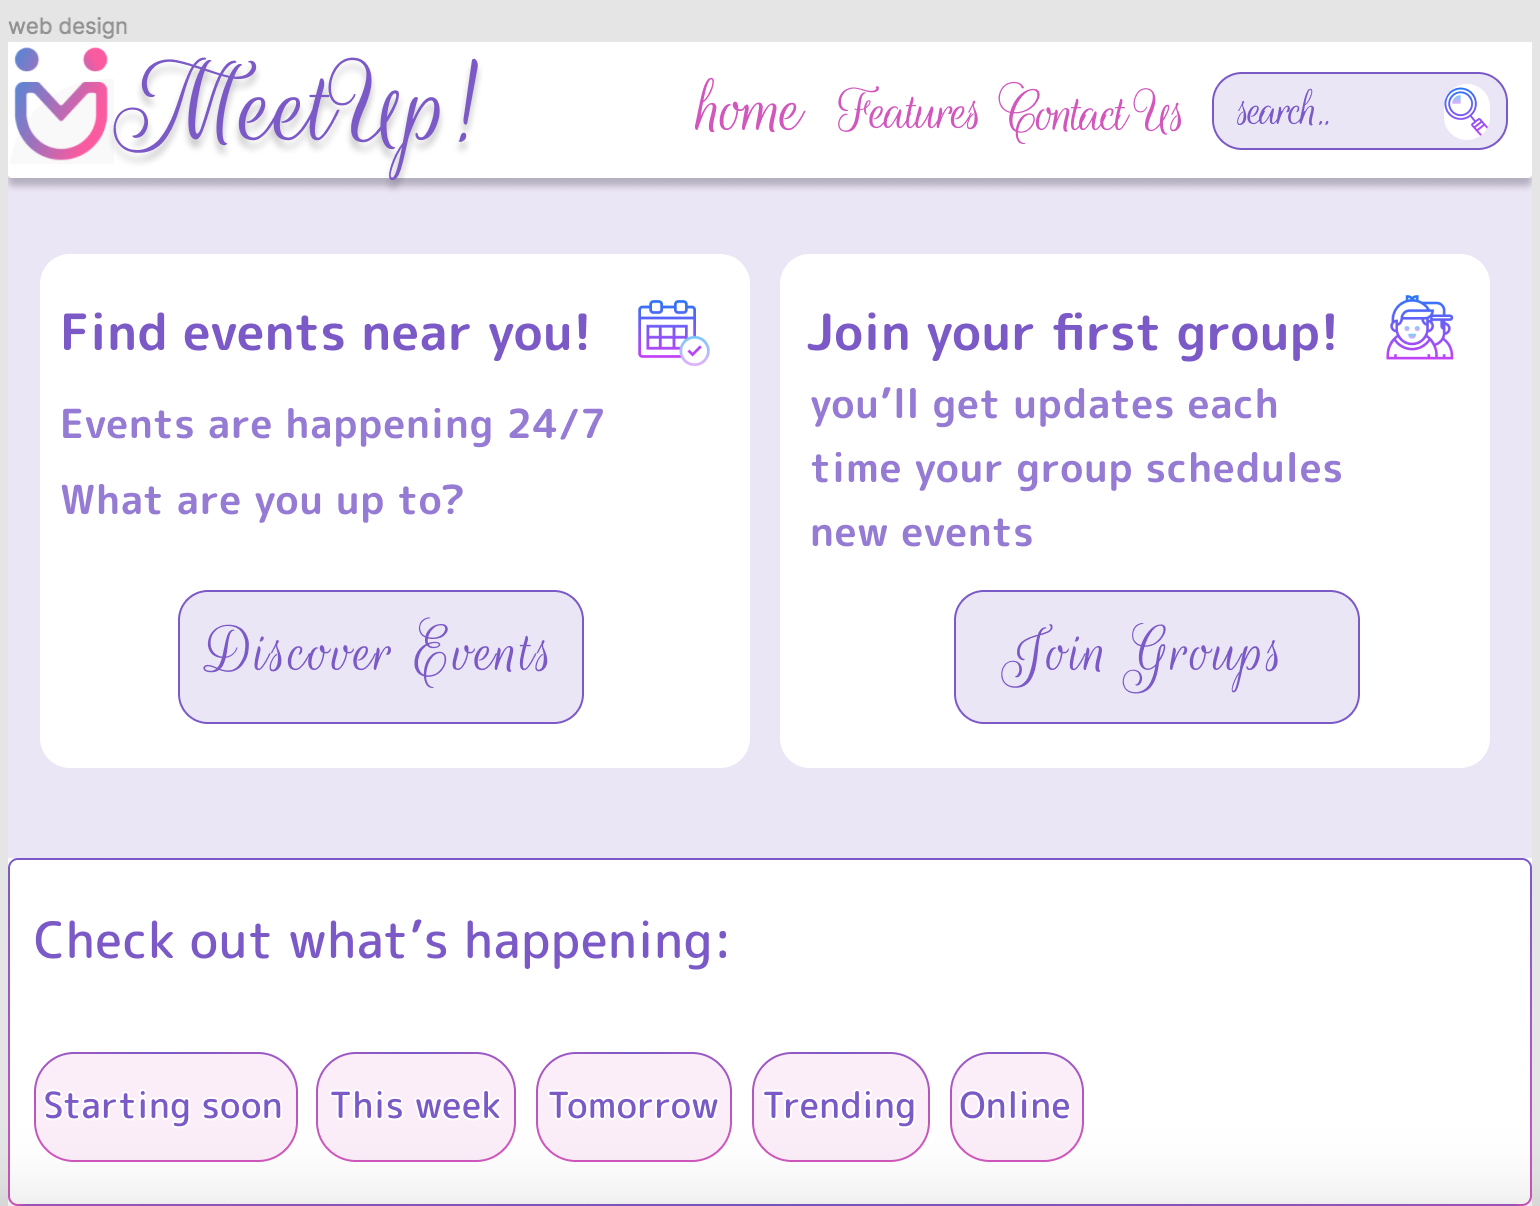 web design
MeetUp!
home Features Contact Us search..
Find events near you!
Events are happening 24/7
What are you up to?
Discover Events
Join your first group!
you’ll get updates each
time your group schedules
new events
Join Groups
Check out what’s happening:
Starting soon This week Tomorrow Trending Online